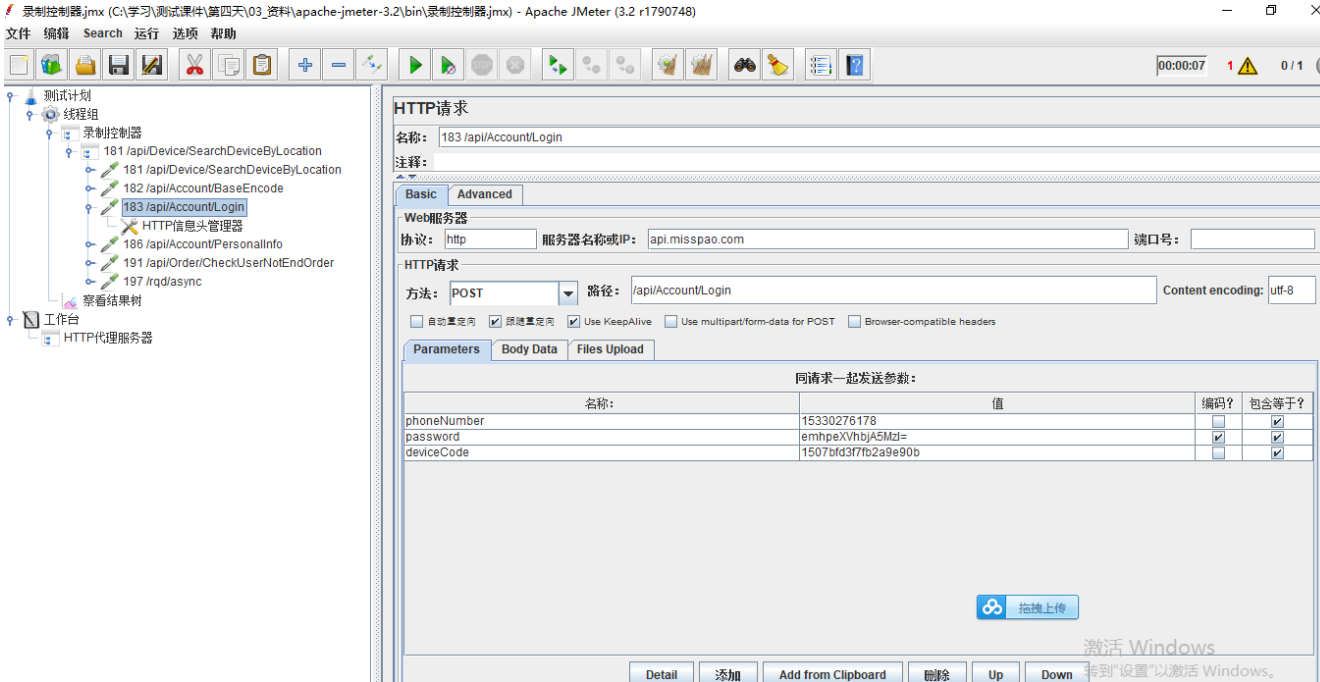 录制控制器.jmx (C:\学习\测试课件\第四天\03_资料\apache-jmeter-3.2\bin\录制控制器.jmx) - Apache JMeter (3.2 r1790748)
文件 编辑 Search 运行 选项 帮助
STOP
00:00:07 1 0 / 1
测试计划
线程组
录制控制器
181 /api/Device/SearchDeviceByLocation
181 /api/Device/SearchDeviceByLocation
182 /api/Account/BaseEncode
183 /api/Account/Login
HTTP信息头管理器
186 /api/Account/PersonalInfo
191 /api/Order/CheckUserNotEndOrder
197 /rqd/async
察看结果树
工作台
HTTP代理服务器
HTTP请求
名称: 183 /api/Account/Login
注释:
Basic Advanced
Web服务器
协议: http 服务器名称或IP: api.misspao.com 端口号:
HTTP请求
方法: POST 路径: /api/Account/Login Content encoding: utf-8
自动重定向 跟随重定向 Use KeepAlive Use multipart/form-data for POST Browser-compatible headers
Parameters Body Data Files Upload
同请求一起发送参数:
名称: 值 编码? 包含等于?
phoneNumber 15330276178
password emhpeXVhbjA5MzI=
deviceCode 1507bfd3f7fb2a9e90b
拖拽上传
激活 Windows
转到"设置"以激活 Windows。
Detail 添加 Add from Clipboard 删除 Up Down